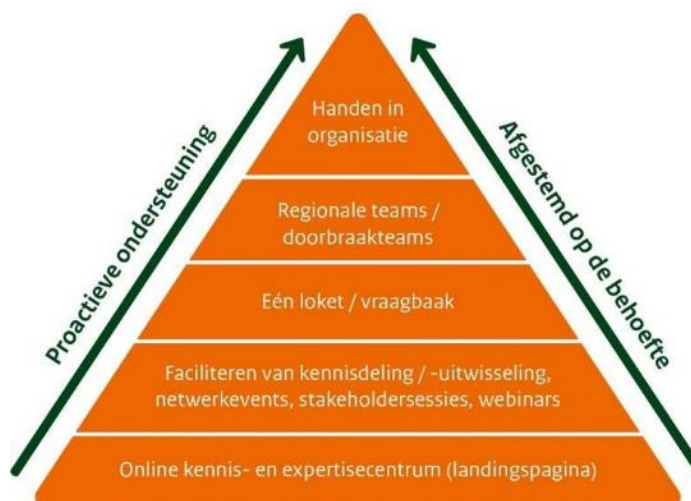 Handen in
organisatie
Proactieve ondersteuning
Afgestemd op de behoefte
Regionale teams /
doorbraakteams
Eén loket / vraagbaak
Faciliteren van kennisdeling / -uitwisseling,
netwerkevents, stakeholdersessies, webinars
Online kennis- en expertisecentrum (landingspagina)